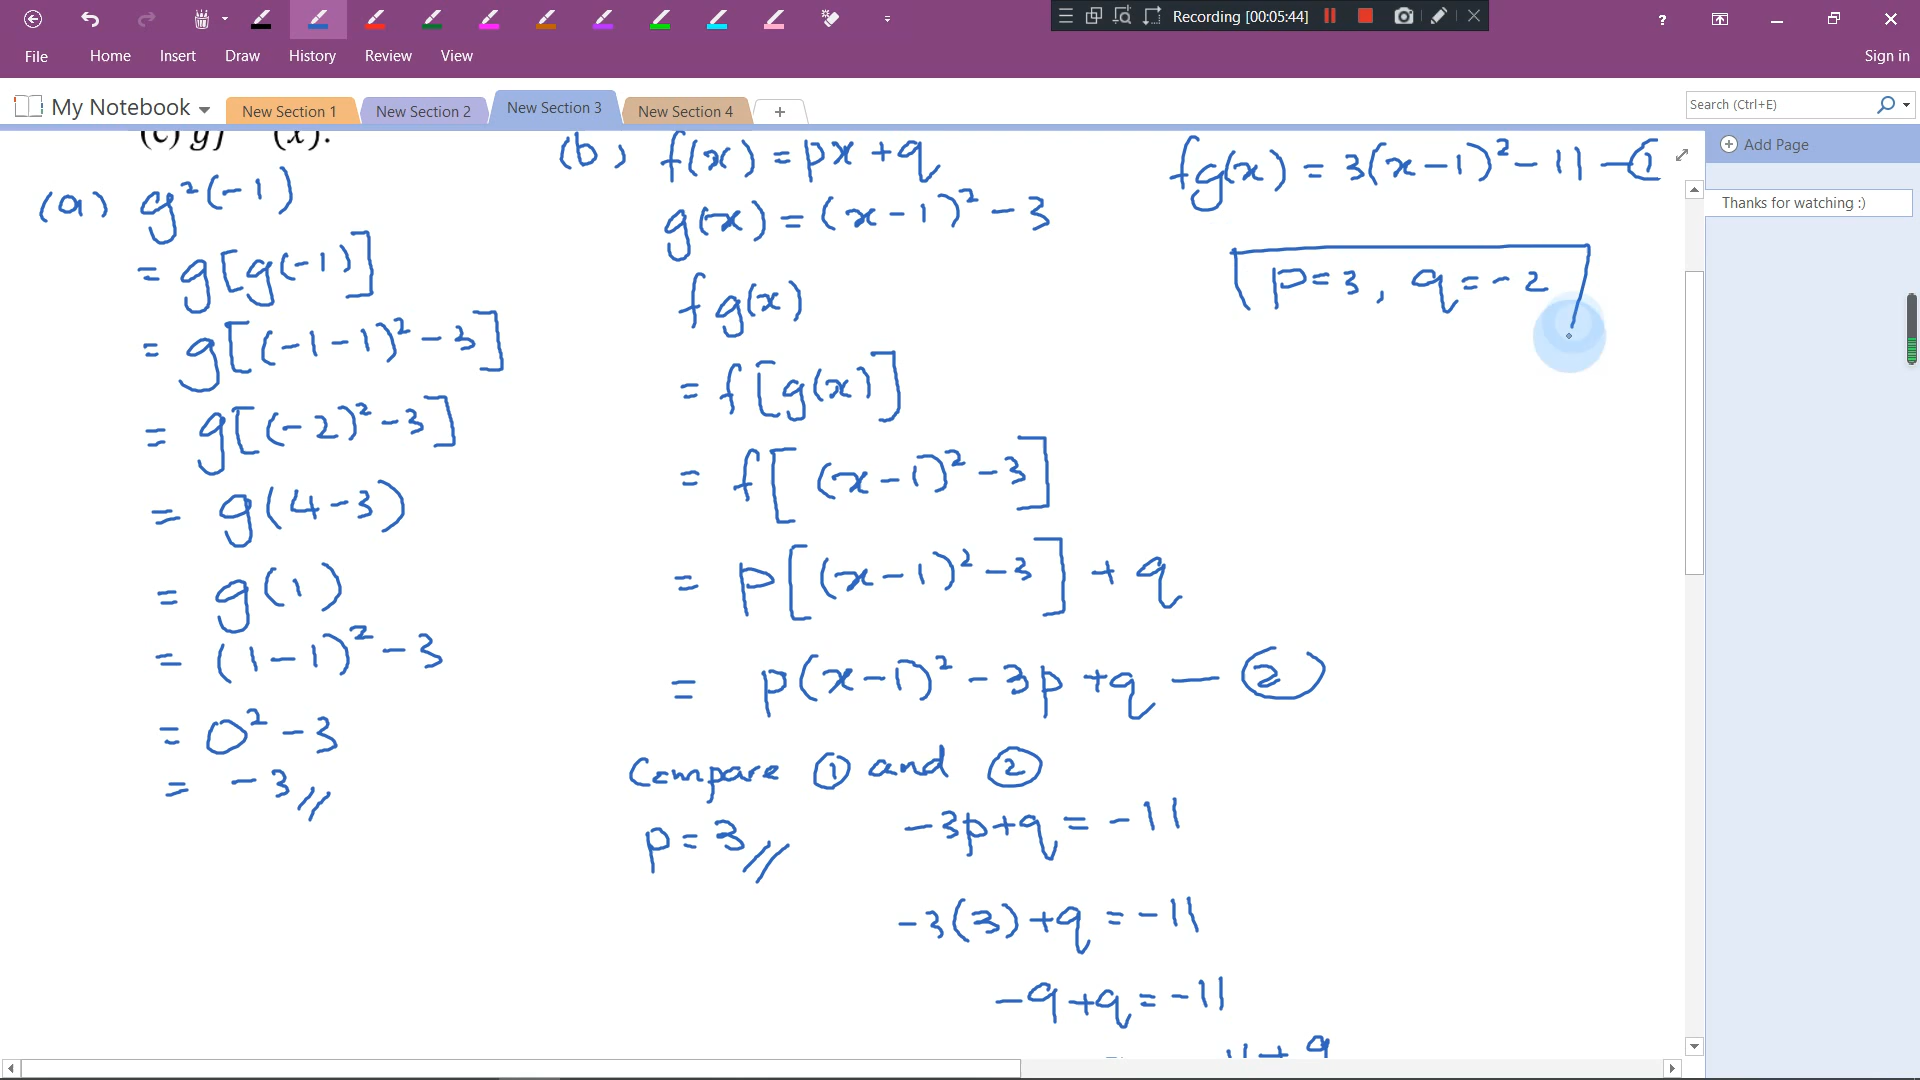 Recording [00:05:44]
?
File Home Insert Draw History Review View
Sign in
My Notebook New Section 1 New Section 2 New Section 3 New Section 4 +
Search (Ctrl+E)
Add Page
Thanks for watching :)
(a) g²(-1)
= g[g(-1)]
= g[(-1-1)²-3]
= g[(-2)²-3]
= g(4-3)
= g(1)
= (1-1)²-3
= 0²-3
= -3//
(b) f(x) = px+q
g(x) = (x-1)²-3
fg(x)
= f[g(x)]
= f[(x-1)²-3]
= p[(x-1)²-3]+q
= p(x-1)²-3p+q — ②
Compare ① and ②
p=3//
-3p+q = -11
-3(3)+q = -11
-9+q = -11
fg(x) = 3(x-1)²-11 — ①
p=3, q=-2